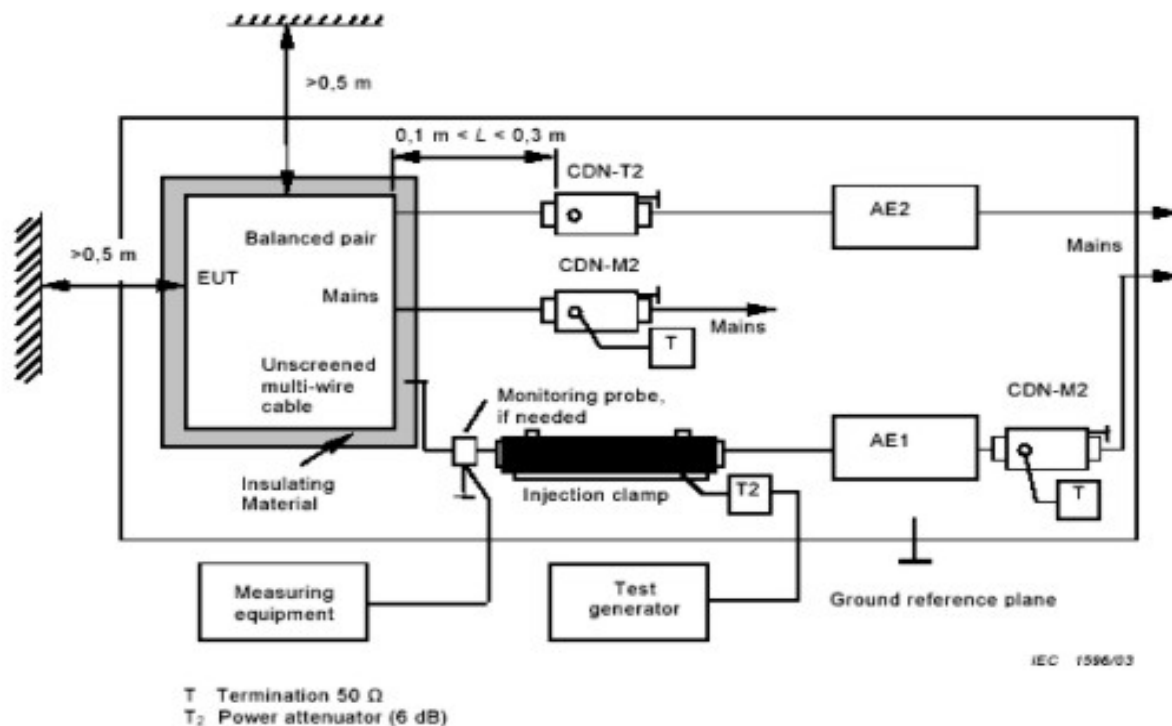 >0,5 m
0,1 m < L < 0,3 m
CDN-T2
AE2
Balanced pair
>0,5 m
EUT
CDN-M2
Mains
Mains
Mains
T
Unscreened
multi-wire
cable
Monitoring probe,
if needed
CDN-M2
AE1
Insulating
Material
Injection clamp
T2
T
Measuring
equipment
Test
generator
Ground reference plane
IEC 1596/03
T Termination 50 Ω
T₂ Power attenuator (6 dB)